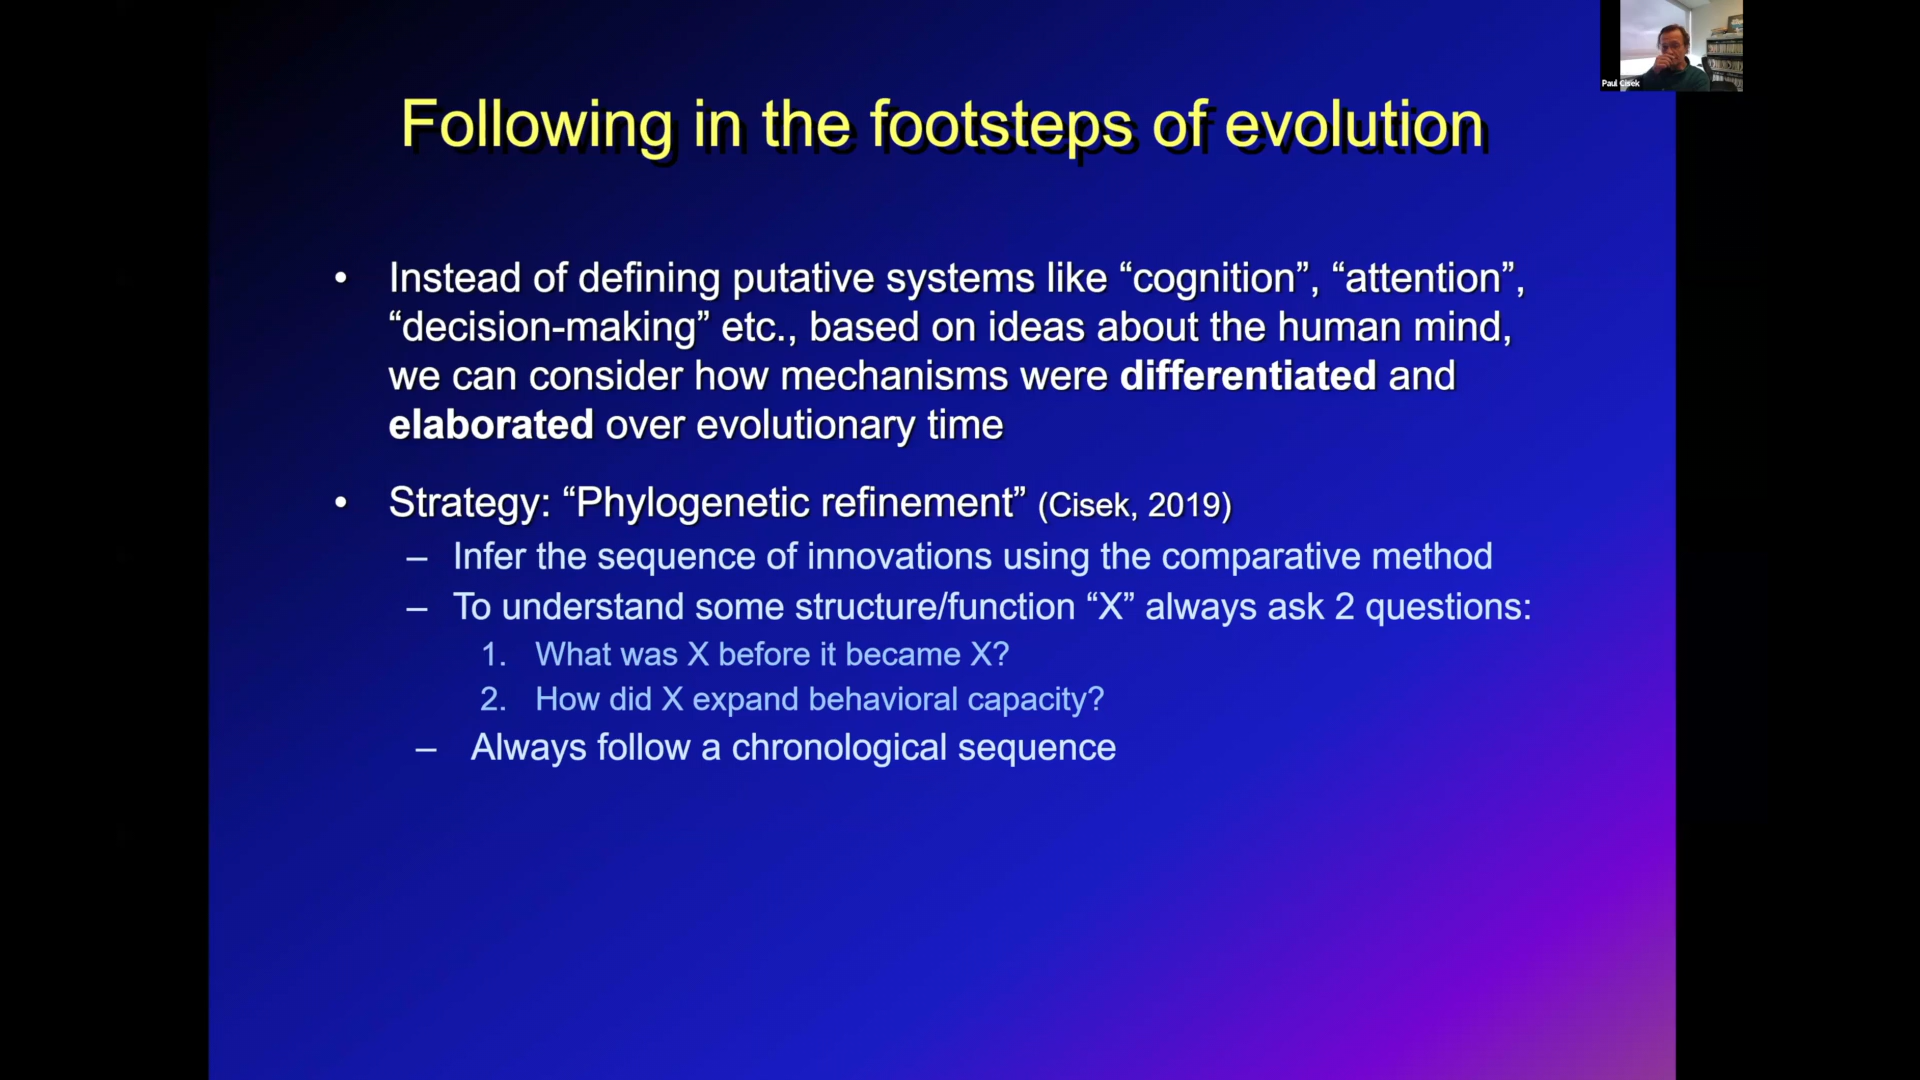 Paul Cisek
Following in the footsteps of evolution
• Instead of defining putative systems like “cognition”, “attention”,
“decision-making” etc., based on ideas about the human mind,
we can consider how mechanisms were differentiated and
elaborated over evolutionary time
• Strategy: “Phylogenetic refinement” (Cisek, 2019)
– Infer the sequence of innovations using the comparative method
– To understand some structure/function “X” always ask 2 questions:
1. What was X before it became X?
2. How did X expand behavioral capacity?
– Always follow a chronological sequence